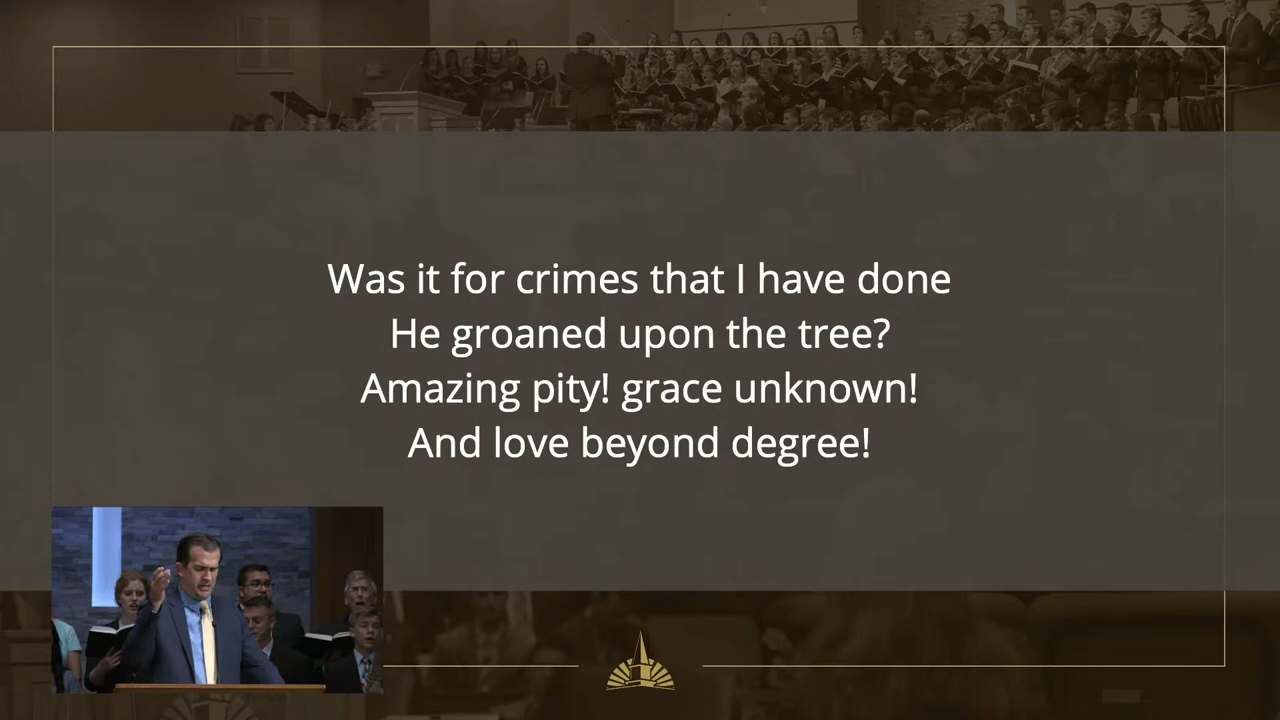 Was it for crimes that I have done
He groaned upon the tree?
Amazing pity! grace unknown!
And love beyond degree!